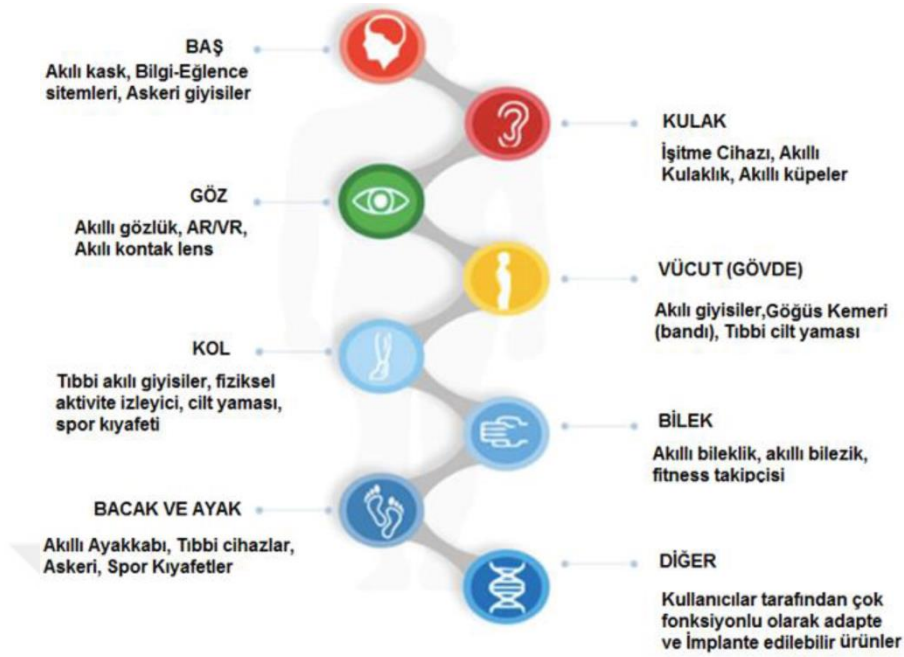 BAŞ
Akılı kask, Bilgi-Eğlence
sitemleri, Askeri giyisiler
KULAK
İşitme Cihazı, Akıllı
Kulaklık, Akıllı küpeler
GÖZ
Akıllı gözlük, AR/VR,
Akılı kontak lens
VÜCUT (GÖVDE)
Akılı giyisiler,Göğüs Kemeri
(bandı), Tıbbi cilt yaması
KOL
Tıbbi akılı giyisiler, fiziksel
aktivite izleyici, cilt yaması,
spor kıyafeti
BİLEK
Akıllı bileklik, akıllı bilezik,
fitness takipçisi
BACAK VE AYAK
Akıllı Ayakkabı, Tıbbi cihazlar,
Askeri, Spor Kıyafetler
DİĞER
Kullanıcılar tarafından çok
fonksiyonlu olarak adapte
ve İmplante edilebilir ürünler